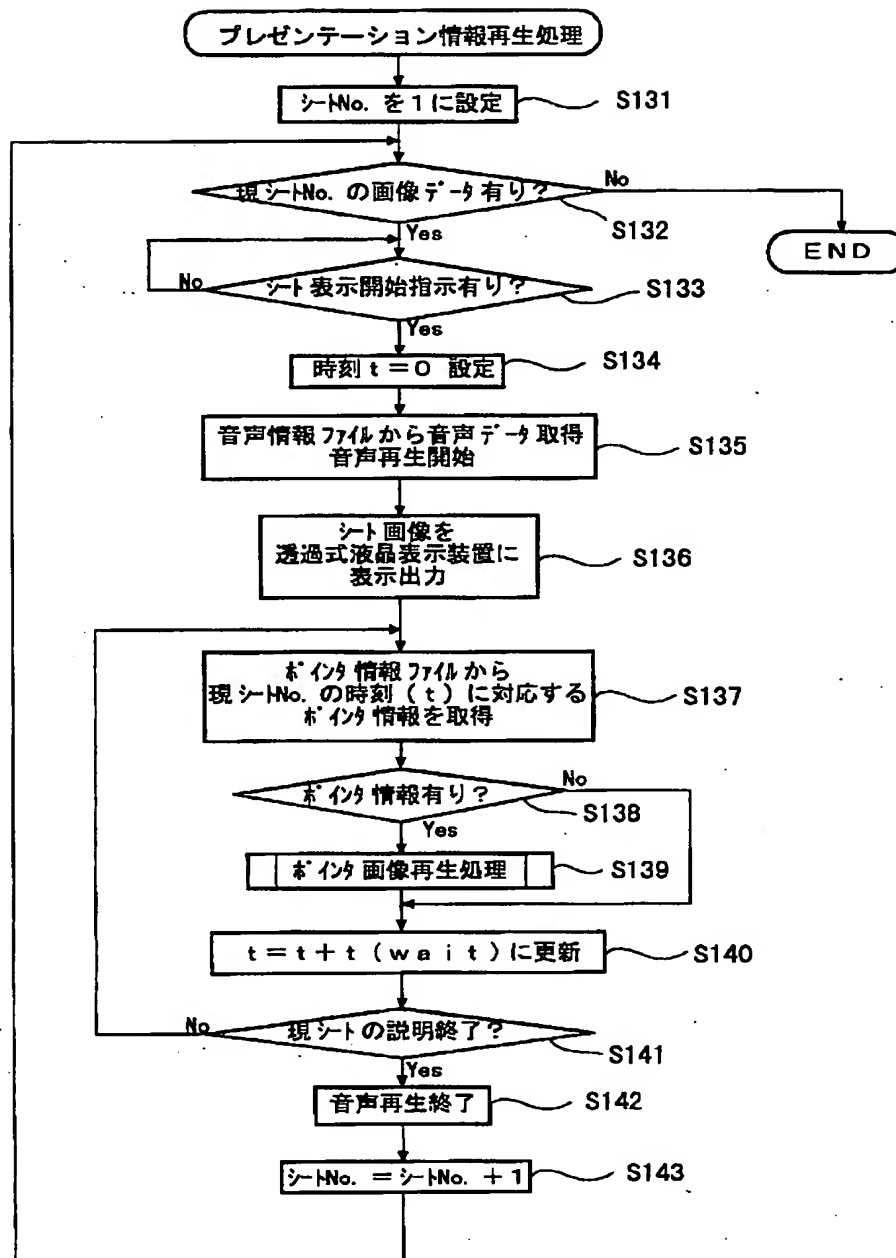 プレゼンテーション情報再生処理
シートNo. を1に設定
S131
現シートNo. の画像データ有り?
No
S132
Yes
END
シート表示開始指示有り?
No
S133
Yes
時刻 t=0 設定
S134
音声情報ファイルから音声データ取得
音声再生開始
S135
シート画像を
透過式液晶表示装置に
表示出力
S136
ポインタ情報ファイルから
現シートNo. の時刻 (t) に対応する
ポインタ情報を取得
S137
ポインタ情報有り?
No
S138
Yes
ポインタ画像再生処理
S139
t=t+t (wait) に更新
S140
現シートの説明終了?
No
S141
Yes
音声再生終了
S142
シートNo. =シートNo. +1
S143